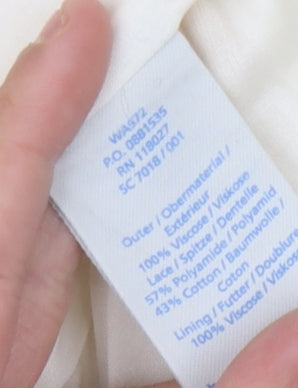 WA972
P.O. 0881535
RN 118027
SC 7018 / 001
Outer / Obermaterial /
Extérieur
100% Viscose / Viskose
Lace / Spitze / Dentelle
57% Polyamide / Polyamid
43% Cotton / Baumwolle /
Coton
Lining / Futter / Doublure
100% Viscose / Viskose